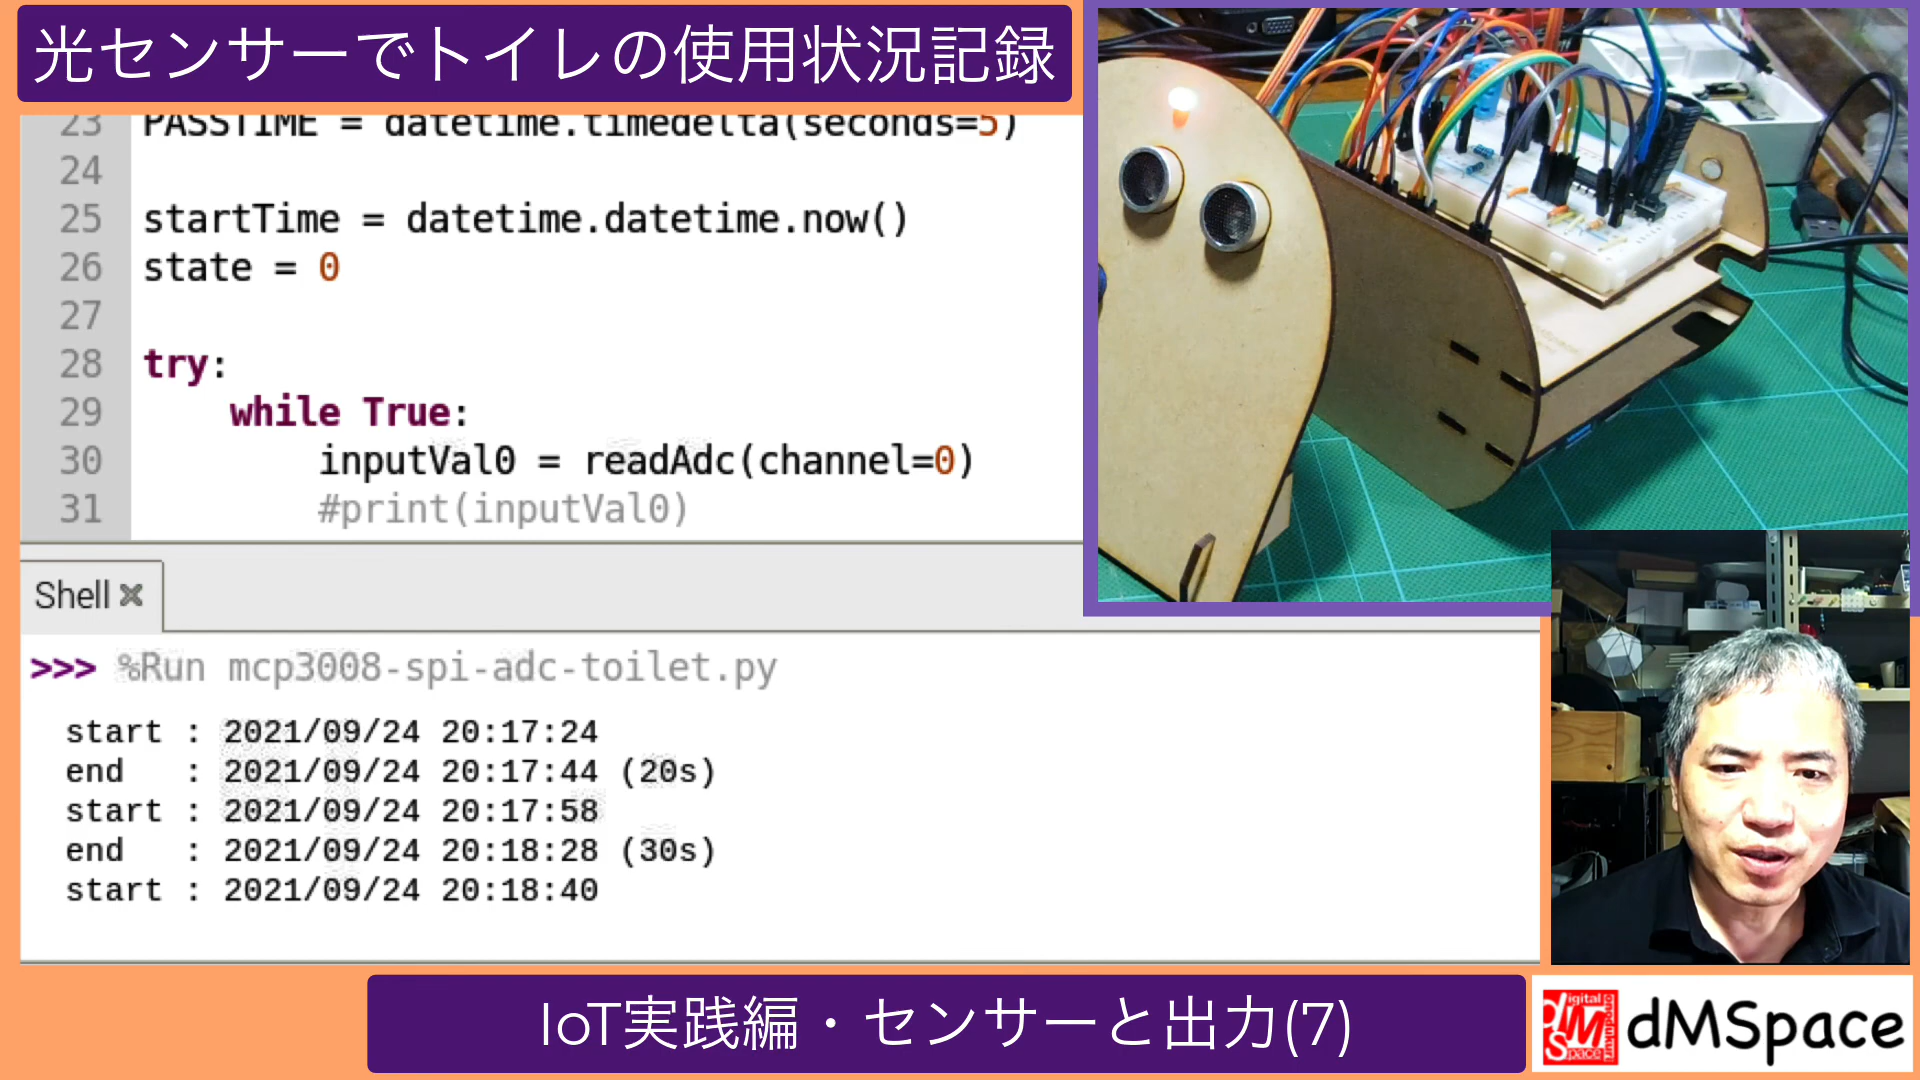 光センサーでトイレの使用状況記録
23 PASSTIME = datetime.timedelta(seconds=5)
24
25 startTime = datetime.datetime.now()
26 state = 0
27
28 try:
29     while True:
30         inputVal0 = readAdc(channel=0)
31         #print(inputVal0)
Shell
>>> %Run mcp3008-spi-adc-toilet.py
start : 2021/09/24 20:17:24
end   : 2021/09/24 20:17:44 (20s)
start : 2021/09/24 20:17:58
end   : 2021/09/24 20:18:28 (30s)
start : 2021/09/24 20:18:40
IoT実践編・センサーと出力(7)
digital
M
Space
dMSpace